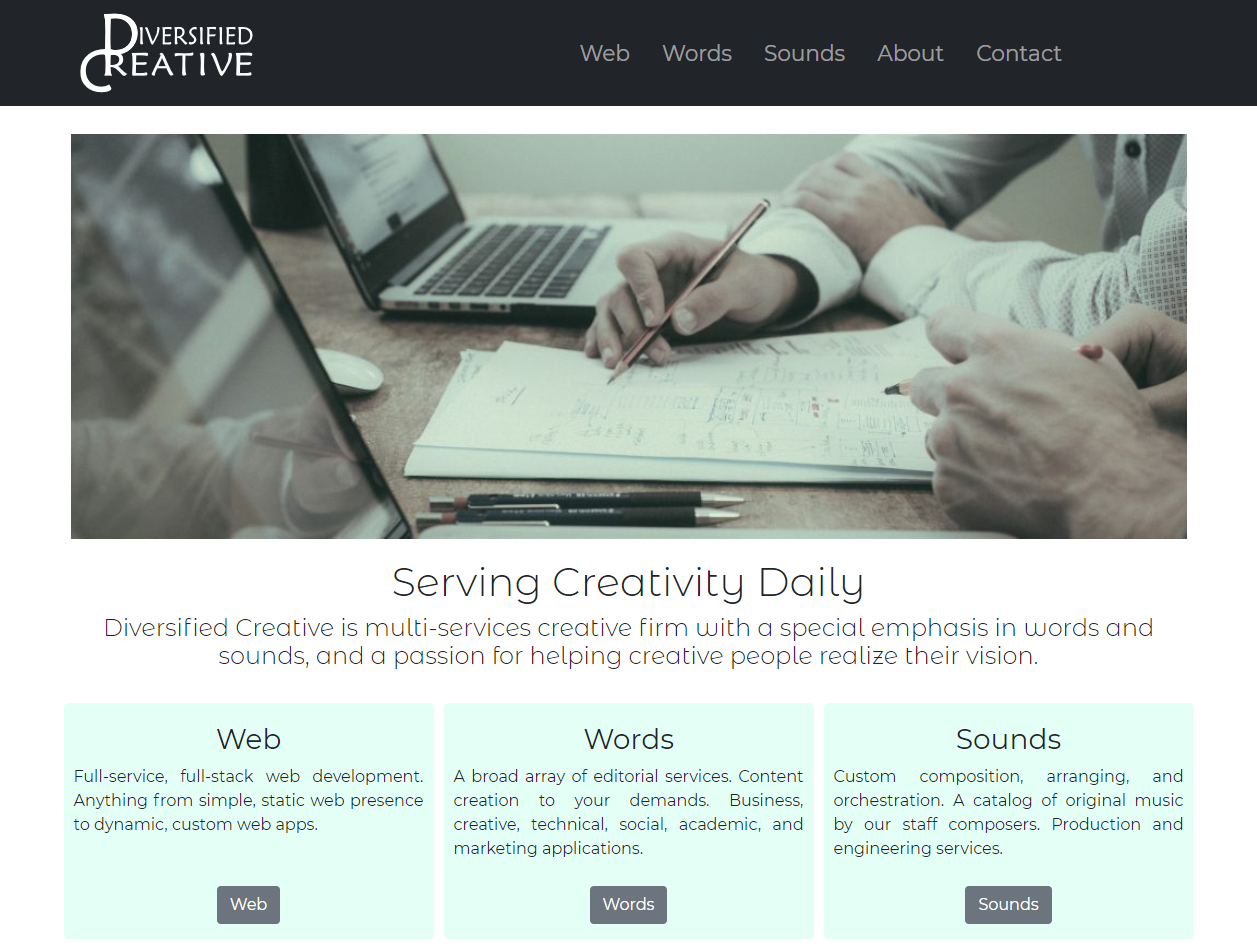 DIVERSIFIED
CREATIVE
Web Words Sounds About Contact
Serving Creativity Daily
Diversified Creative is multi-services creative firm with a special emphasis in words and
sounds, and a passion for helping creative people realize their vision.
Web
Full-service, full-stack web development.
Anything from simple, static web presence
to dynamic, custom web apps.
Web
Words
A broad array of editorial services. Content
creation to your demands. Business,
creative, technical, social, academic, and
marketing applications.
Words
Sounds
Custom composition, arranging, and
orchestration. A catalog of original music
by our staff composers. Production and
engineering services.
Sounds